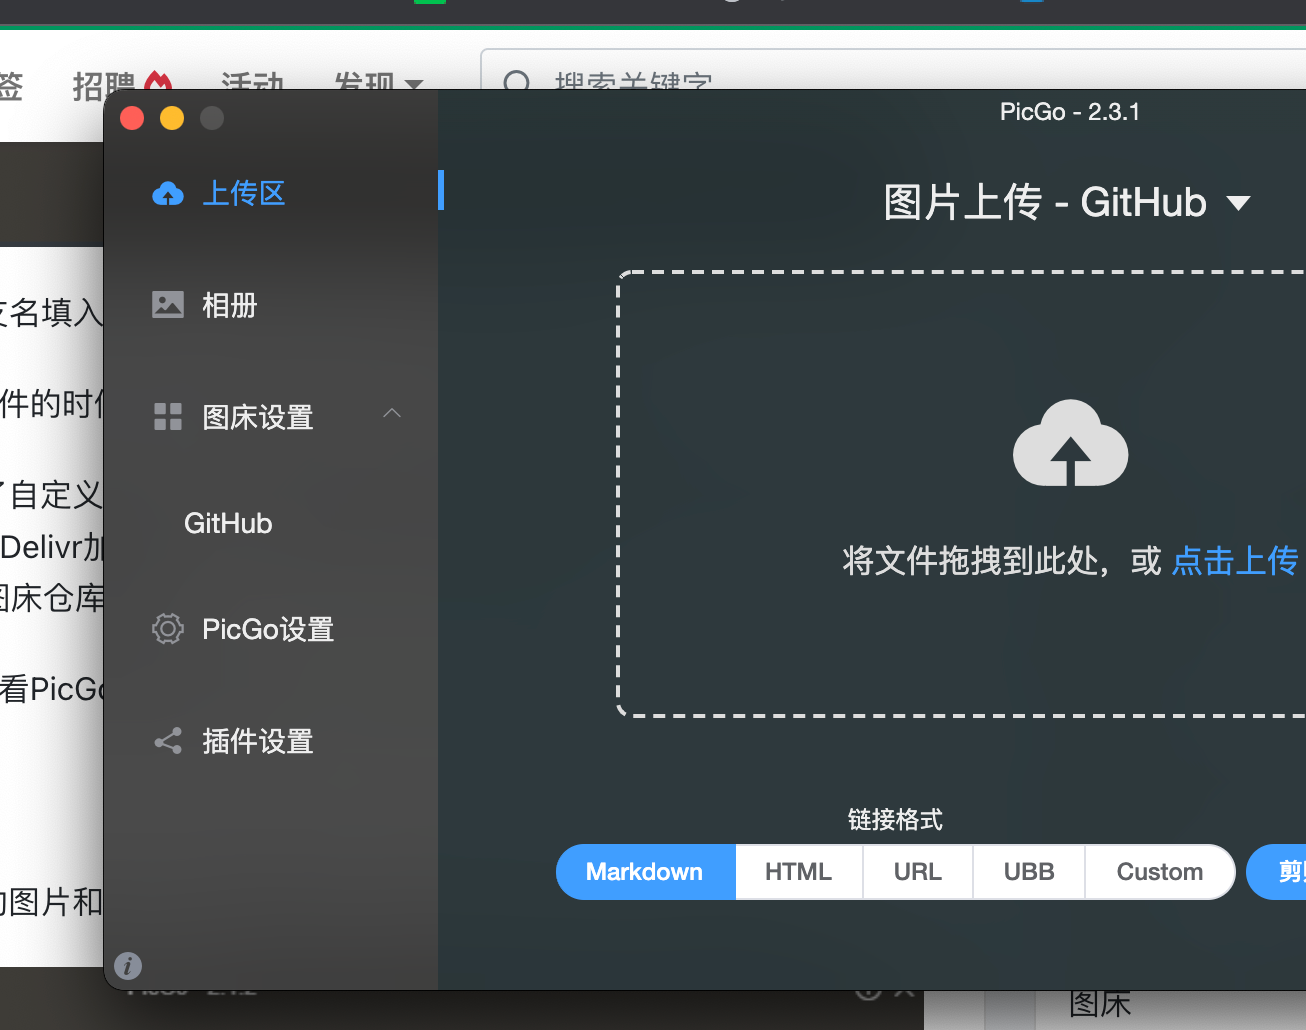 签 招聘 活动 发现 搜索关键字
PicGo - 2.3.1
上传区
图片上传 - GitHub
相册
名填入
件的时
图床设置
了自定义
GitHub
Delivr加
将文件拖拽到此处，或 点击上传
图床仓库
PicGo设置
看PicGo
插件设置
链接格式
Markdown HTML URL UBB Custom 剪
图片和
图床